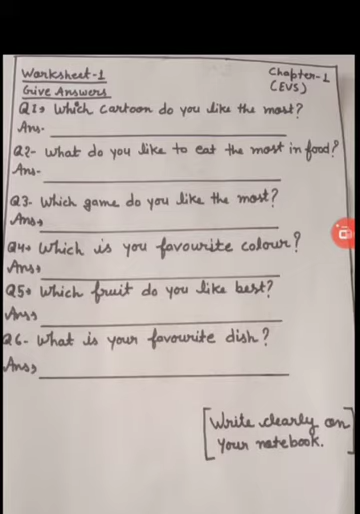 Worksheet-1
Chapter-1
Give Answers
(EVS)
Q1→ Which cartoon do you like the most?
Ans-
Q2- What do you like to eat the most in food?
Ans-
Q3- Which game do you like the most?
Ans→
Q4→ Which is you favourite colour?
Ans→
Q5→ Which fruit do you like best?
Ans→
Q6- What is your favourite dish?
Ans→
[Write clearly on
your notebook.]